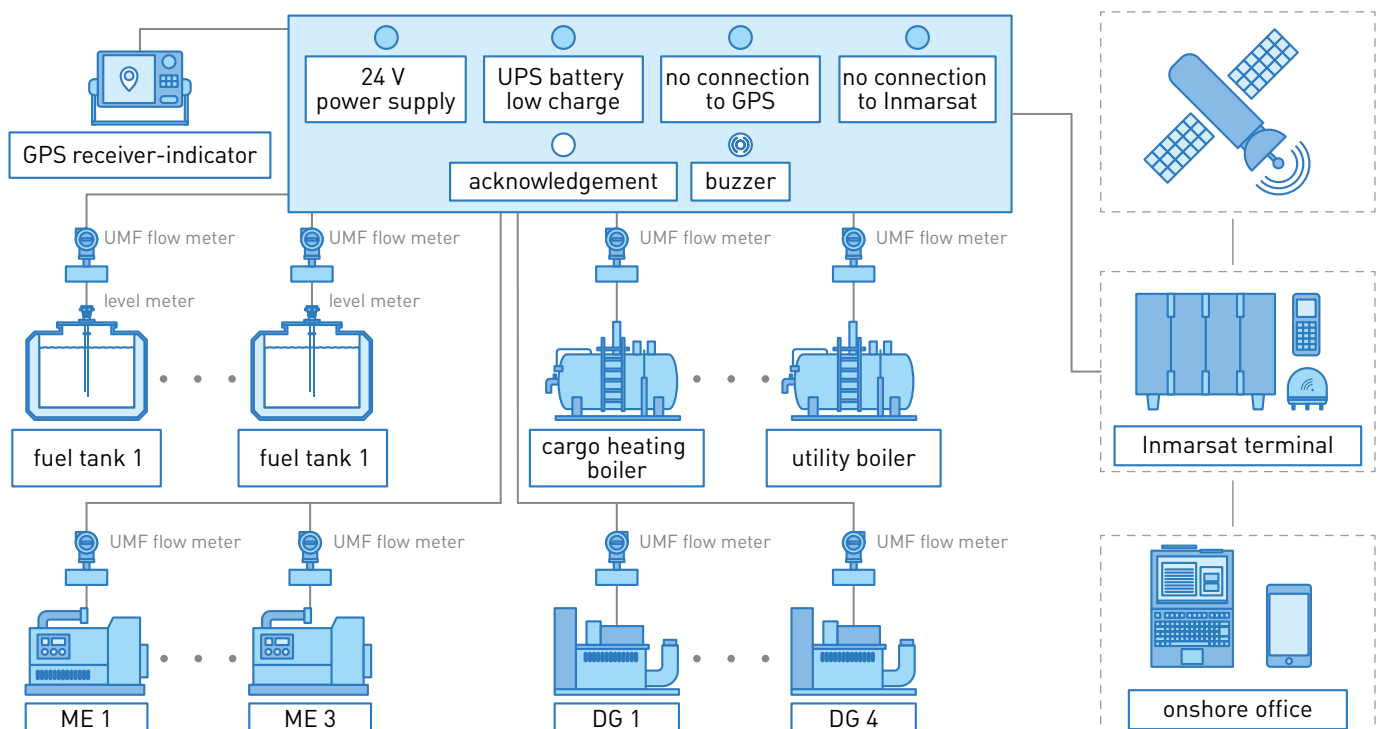 24 V
power supply
UPS battery
low charge
no connection
to GPS
no connection
to Inmarsat
GPS receiver-indicator
acknowledgement
buzzer
UMF flow meter
UMF flow meter
UMF flow meter
UMF flow meter
level meter
level meter
fuel tank 1
fuel tank 1
cargo heating
boiler
utility boiler
Inmarsat terminal
UMF flow meter
UMF flow meter
UMF flow meter
UMF flow meter
ME 1
ME 3
DG 1
DG 4
onshore office